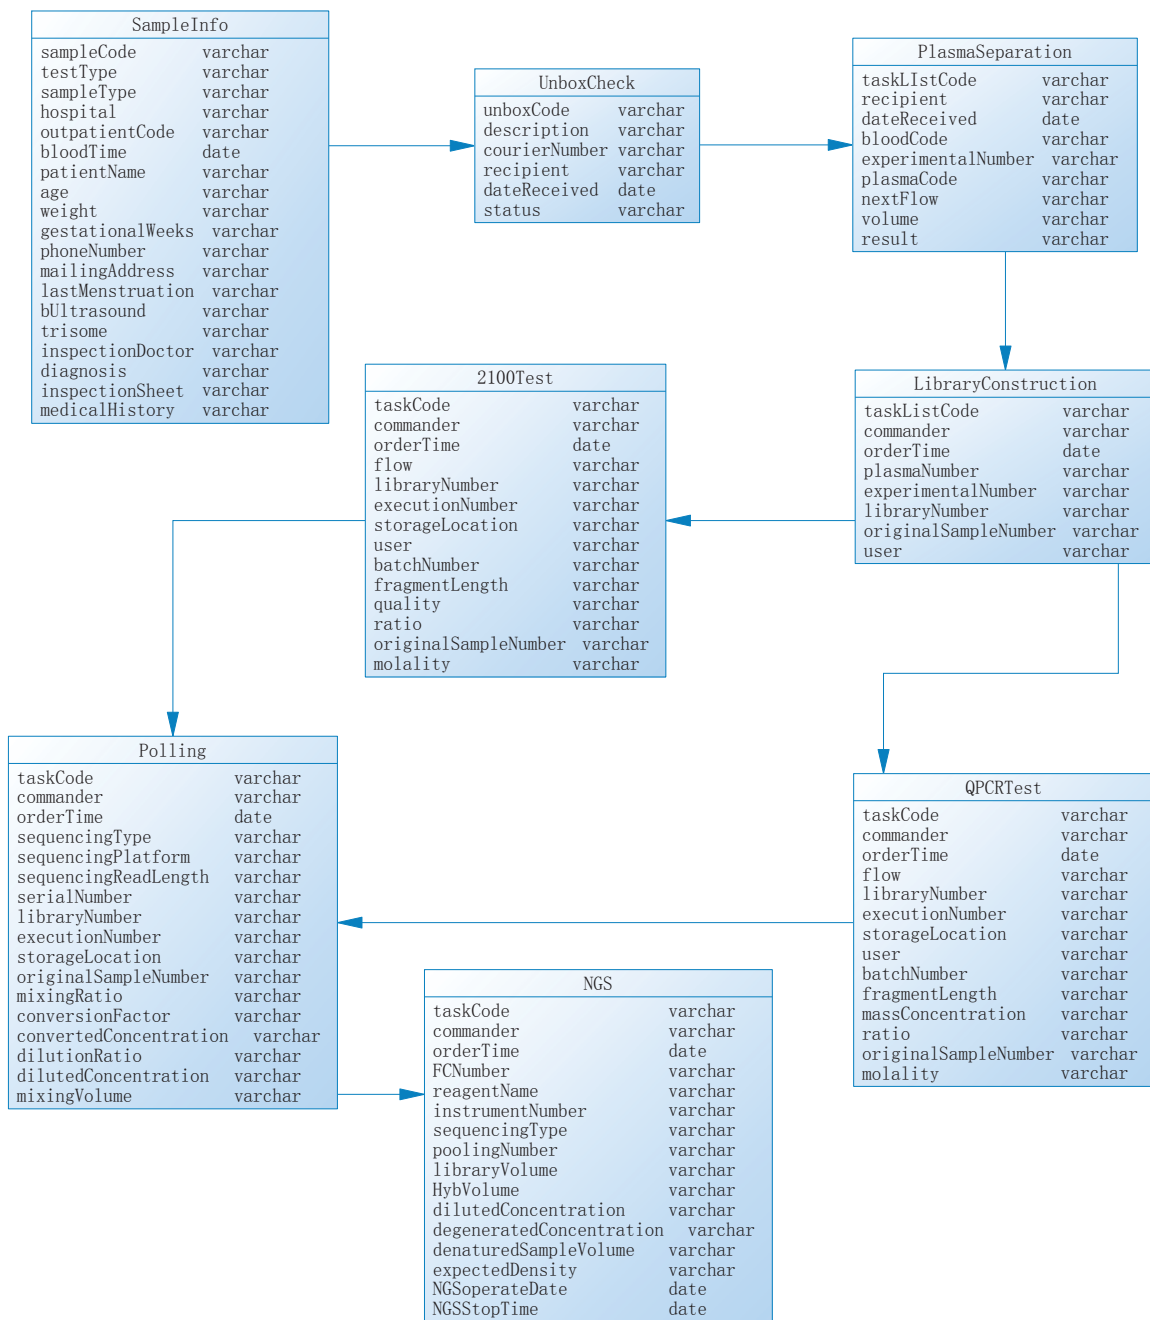 SampleInfo
sampleCode varchar
testType varchar
sampleType varchar
hospital varchar
outpatientCode varchar
bloodTime date
patientName varchar
age varchar
weight varchar
gestationalWeeks varchar
phoneNumber varchar
mailingAddress varchar
lastMenstruation varchar
bUltrasound varchar
trisome varchar
inspectionDoctor varchar
diagnosis varchar
inspectionSheet varchar
medicalHistory varchar
UnboxCheck
unboxCode varchar
description varchar
courierNumber varchar
recipient varchar
dateReceived date
status varchar
PlasmaSeparation
taskLIstCode varchar
recipient varchar
dateReceived date
bloodCode varchar
experimentalNumber varchar
plasmaCode varchar
nextFlow varchar
volume varchar
result varchar
2100Test
taskCode varchar
commander varchar
orderTime date
flow varchar
libraryNumber varchar
executionNumber varchar
storageLocation varchar
user varchar
batchNumber varchar
fragmentLength varchar
quality varchar
ratio varchar
originalSampleNumber varchar
molality varchar
LibraryConstruction
taskListCode varchar
commander varchar
orderTime date
plasmaNumber varchar
experimentalNumber varchar
libraryNumber varchar
originalSampleNumber varchar
user varchar
Polling
taskCode varchar
commander varchar
orderTime date
sequencingType varchar
sequencingPlatform varchar
sequencingReadLength varchar
serialNumber varchar
libraryNumber varchar
executionNumber varchar
storageLocation varchar
originalSampleNumber varchar
mixingRatio varchar
conversionFactor varchar
convertedConcentration varchar
dilutionRatio varchar
dilutedConcentration varchar
mixingVolume varchar
QPCRTest
taskCode varchar
commander varchar
orderTime date
flow varchar
libraryNumber varchar
executionNumber varchar
storageLocation varchar
user varchar
batchNumber varchar
fragmentLength varchar
massConcentration varchar
ratio varchar
originalSampleNumber varchar
molality varchar
NGS
taskCode varchar
commander varchar
orderTime date
FCNumber varchar
reagentName varchar
instrumentNumber varchar
sequencingType varchar
poolingNumber varchar
libraryVolume varchar
HybVolume varchar
dilutedConcentration varchar
degeneratedConcentration varchar
denaturedSampleVolume varchar
expectedDensity varchar
NGSoperateDate date
NGSStopTime date